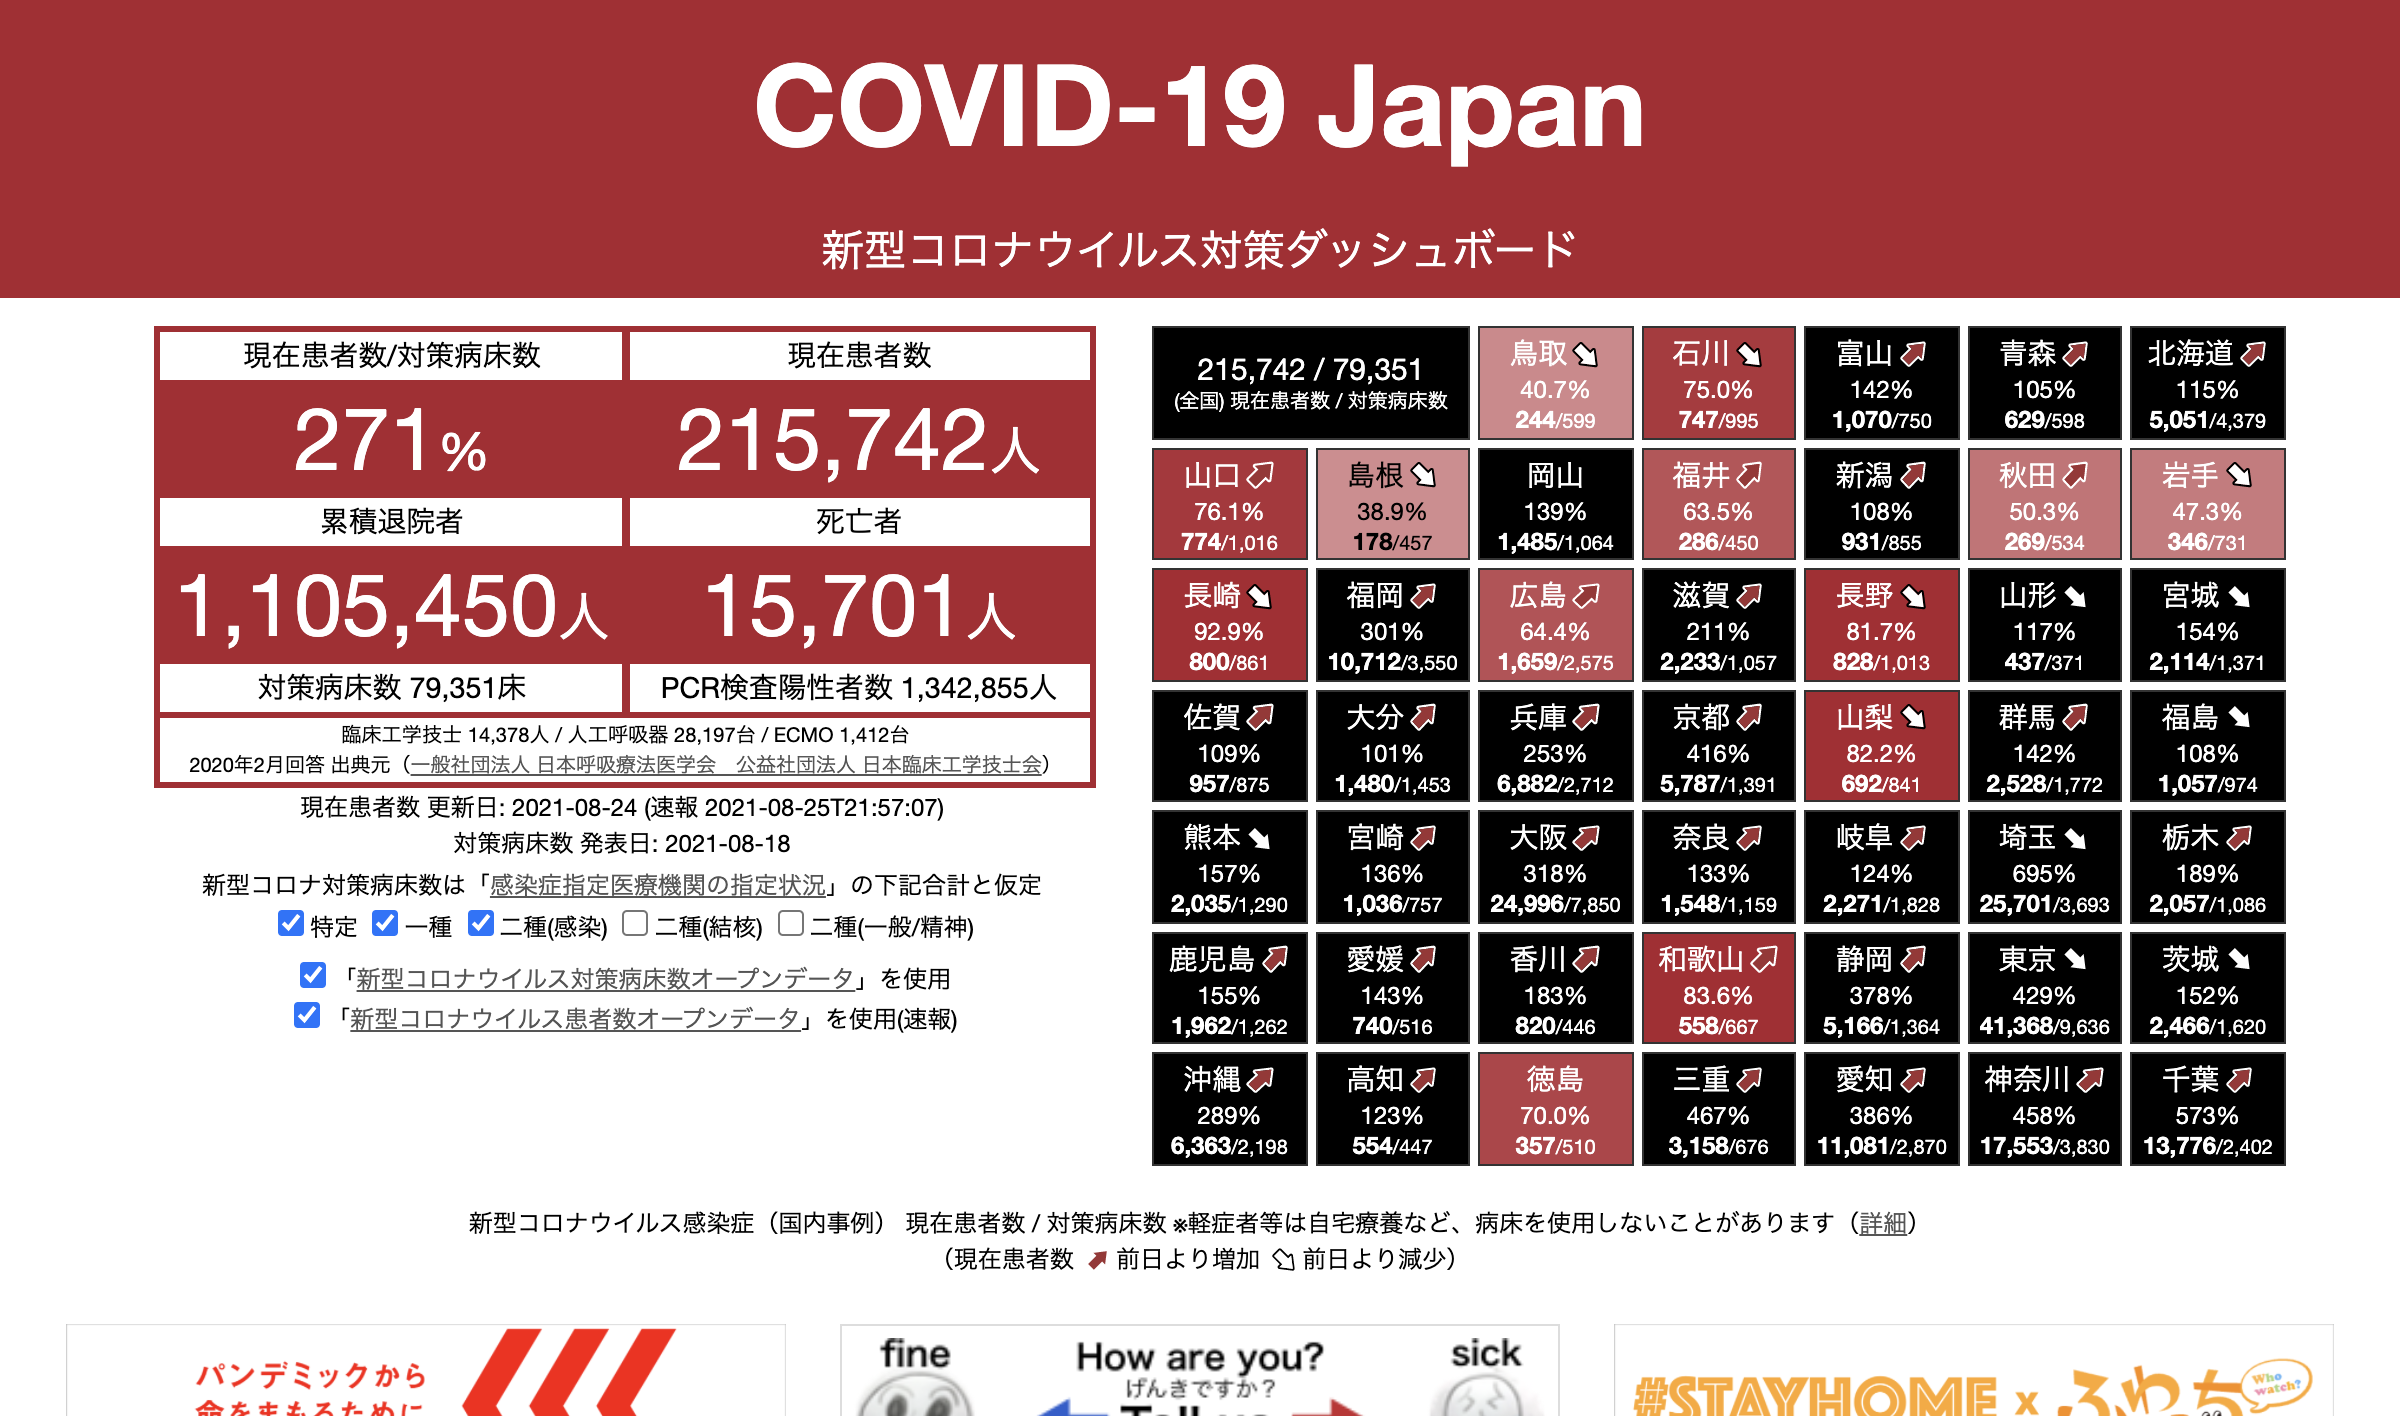 COVID-19 Japan
新型コロナウイルス対策ダッシュボード
現在患者数/対策病床数
現在患者数
271%
215,742人
累積退院者
死亡者
1,105,450人
15,701人
対策病床数 79,351床
PCR検査陽性者数 1,342,855人
臨床工学技士 14,378人 / 人工呼吸器 28,197台 / ECMO 1,412台
2020年2月回答 出典元（一般社団法人 日本呼吸療法医学会　公益社団法人 日本臨床工学技士会）
現在患者数 更新日: 2021-08-24 (速報 2021-08-25T21:57:07)
対策病床数 発表日: 2021-08-18
新型コロナ対策病床数は「感染症指定医療機関の指定状況」の下記合計と仮定
特定 一種 二種(感染) 二種(結核) 二種(一般/精神)
「新型コロナウイルス対策病床数オープンデータ」を使用
「新型コロナウイルス患者数オープンデータ」を使用(速報)
215,742 / 79,351
(全国) 現在患者数 / 対策病床数
鳥取
40.7%
244/599
石川
75.0%
747/995
富山
142%
1,070/750
青森
105%
629/598
北海道
115%
5,051/4,379
山口
76.1%
774/1,016
島根
38.9%
178/457
岡山
139%
1,485/1,064
福井
63.5%
286/450
新潟
108%
931/855
秋田
50.3%
269/534
岩手
47.3%
346/731
長崎
92.9%
800/861
福岡
301%
10,712/3,550
広島
64.4%
1,659/2,575
滋賀
211%
2,233/1,057
長野
81.7%
828/1,013
山形
117%
437/371
宮城
154%
2,114/1,371
佐賀
109%
957/875
大分
101%
1,480/1,453
兵庫
253%
6,882/2,712
京都
416%
5,787/1,391
山梨
82.2%
692/841
群馬
142%
2,528/1,772
福島
108%
1,057/974
熊本
157%
2,035/1,290
宮崎
136%
1,036/757
大阪
318%
24,996/7,850
奈良
133%
1,548/1,159
岐阜
124%
2,271/1,828
埼玉
695%
25,701/3,693
栃木
189%
2,057/1,086
鹿児島
155%
1,962/1,262
愛媛
143%
740/516
香川
183%
820/446
和歌山
83.6%
558/667
静岡
378%
5,166/1,364
東京
429%
41,368/9,636
茨城
152%
2,466/1,620
沖縄
289%
6,363/2,198
高知
123%
554/447
徳島
70.0%
357/510
三重
467%
3,158/676
愛知
386%
11,081/2,870
神奈川
458%
17,553/3,830
千葉
573%
13,776/2,402
新型コロナウイルス感染症（国内事例） 現在患者数 / 対策病床数 ※軽症者等は自宅療養など、病床を使用しないことがあります（詳細）
（現在患者数 前日より増加 前日より減少）
パンデミックから
命をまもるために
fine
How are you?
sick
げんきですか？
Tell us
#STAYHOME x ふわっち
Who watch?